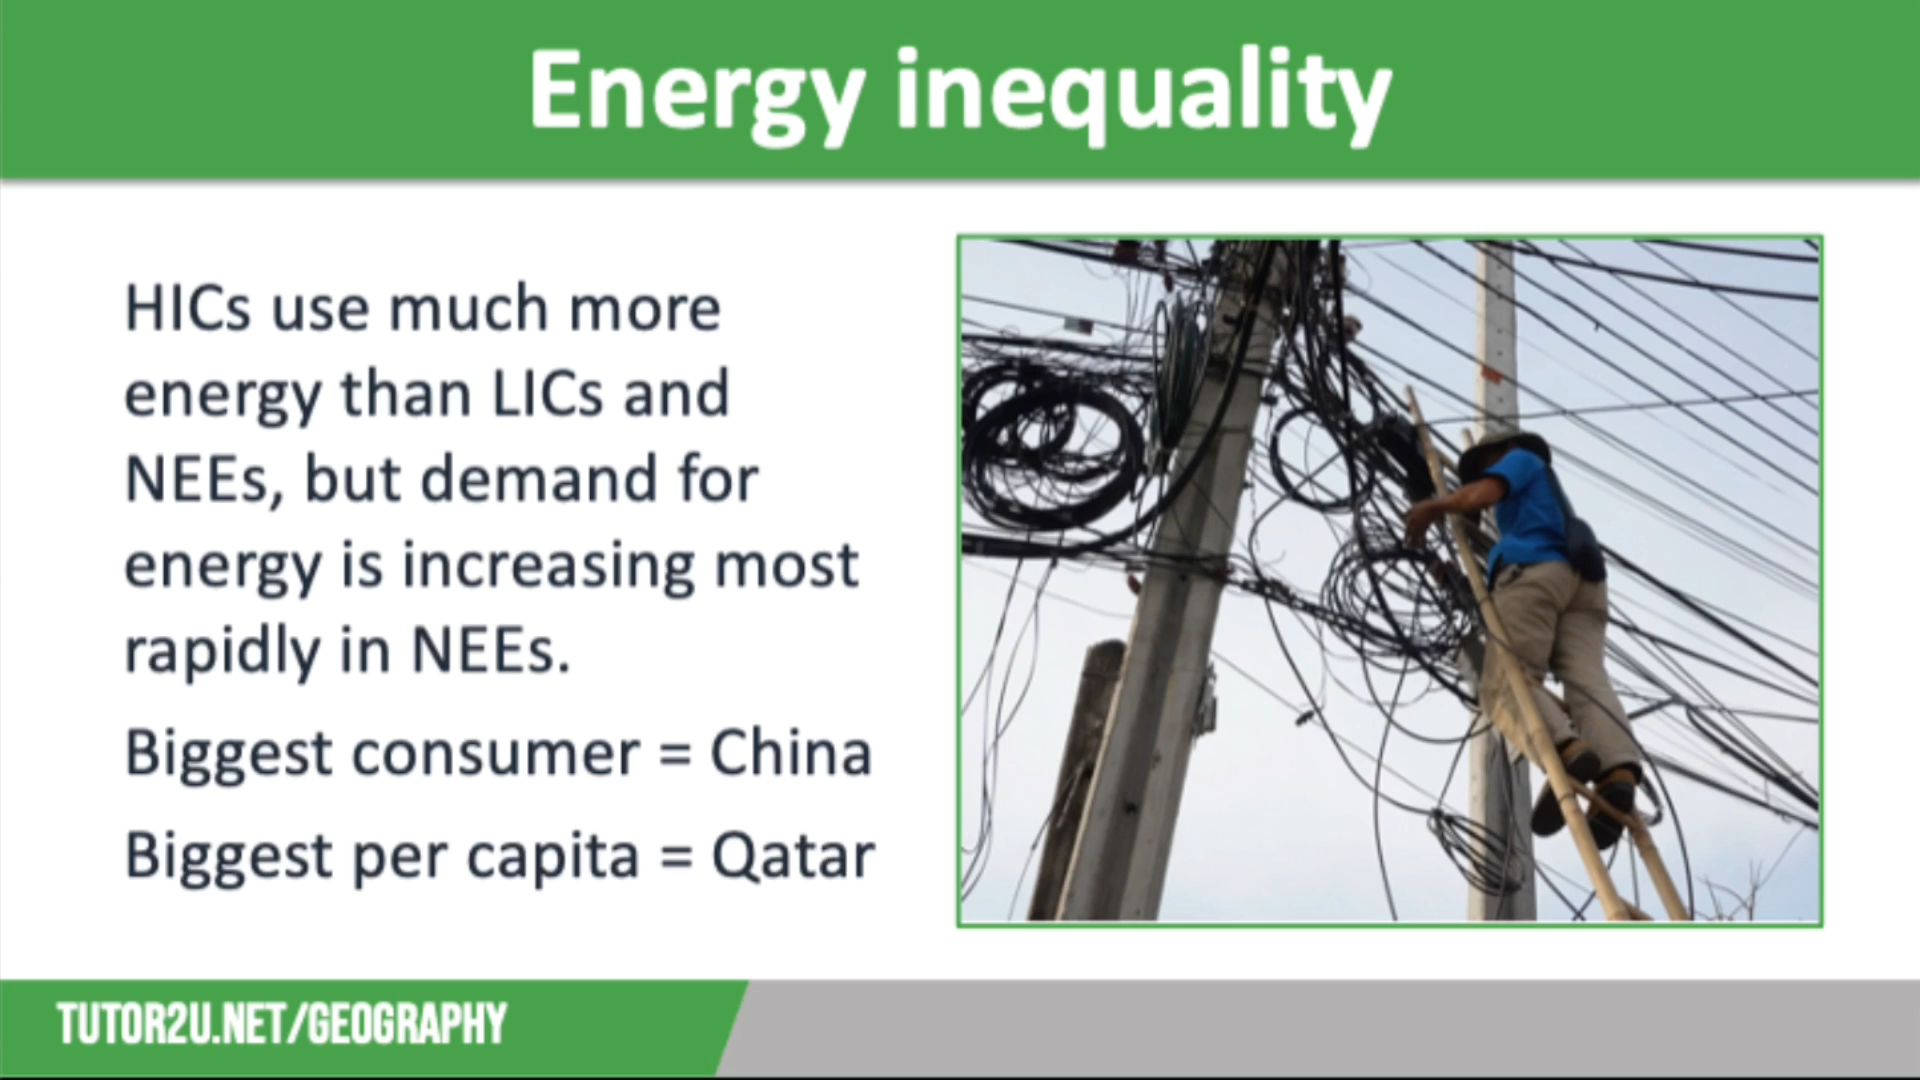 Energy inequality
HICs use much more
energy than LICs and
NEEs, but demand for
energy is increasing most
rapidly in NEEs.
Biggest consumer = China
Biggest per capita = Qatar
TUTOR2U.NET/GEOGRAPHY